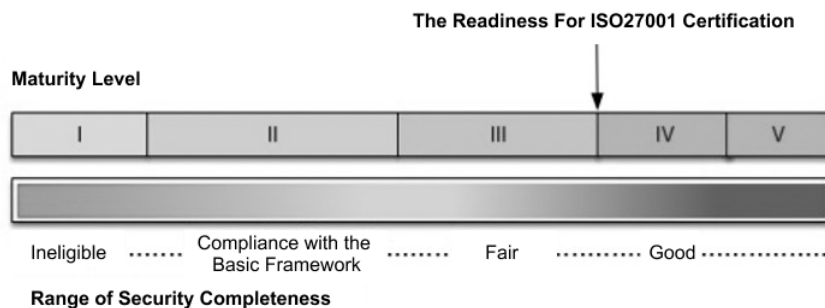 The Readiness For ISO27001 Certification
Maturity Level
I II III IV V
Ineligible ....... Compliance with the Basic Framework ........ Fair ........... Good ................
Range of Security Completeness